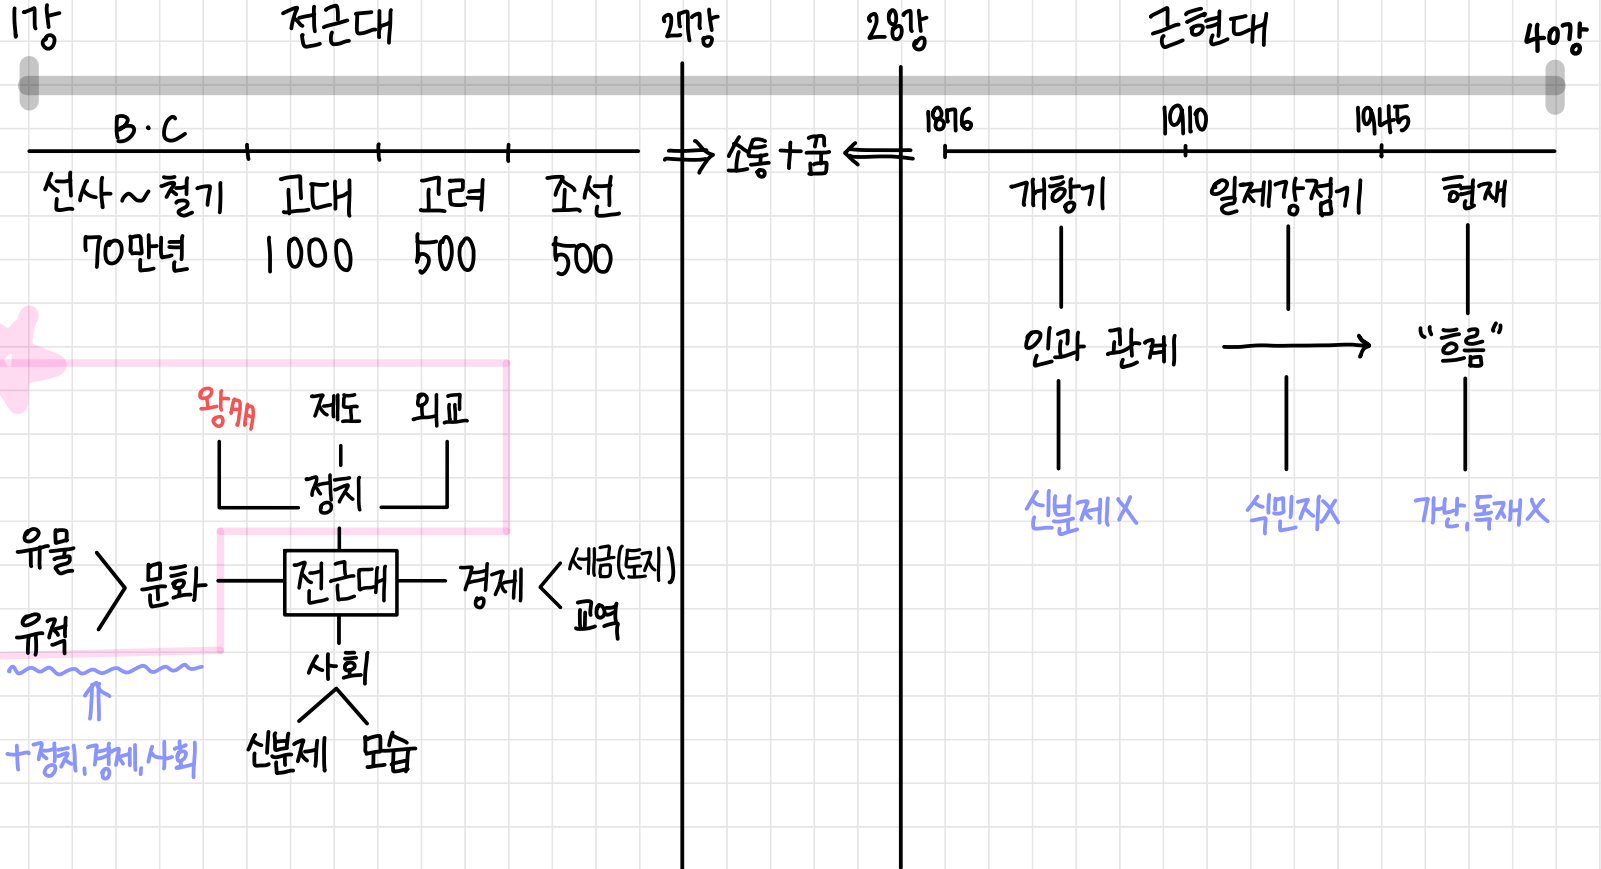 1강 전근대 27강 28강 근현대 40강
B·C
선사~철기 고대 고려 조선
70만년 1000 500 500
⇒ 소통+꿈 ⇐
1876 1910 1945
개항기 일제강점기 현재
인과 관계 → "흐름"
신분제X 식민지X 가난,독재X
왕 제도 외교
정치
유물
유적
문화 전근대 경제
세금(토지)
교역
사회
신분제 모습
+정치,경제,사회